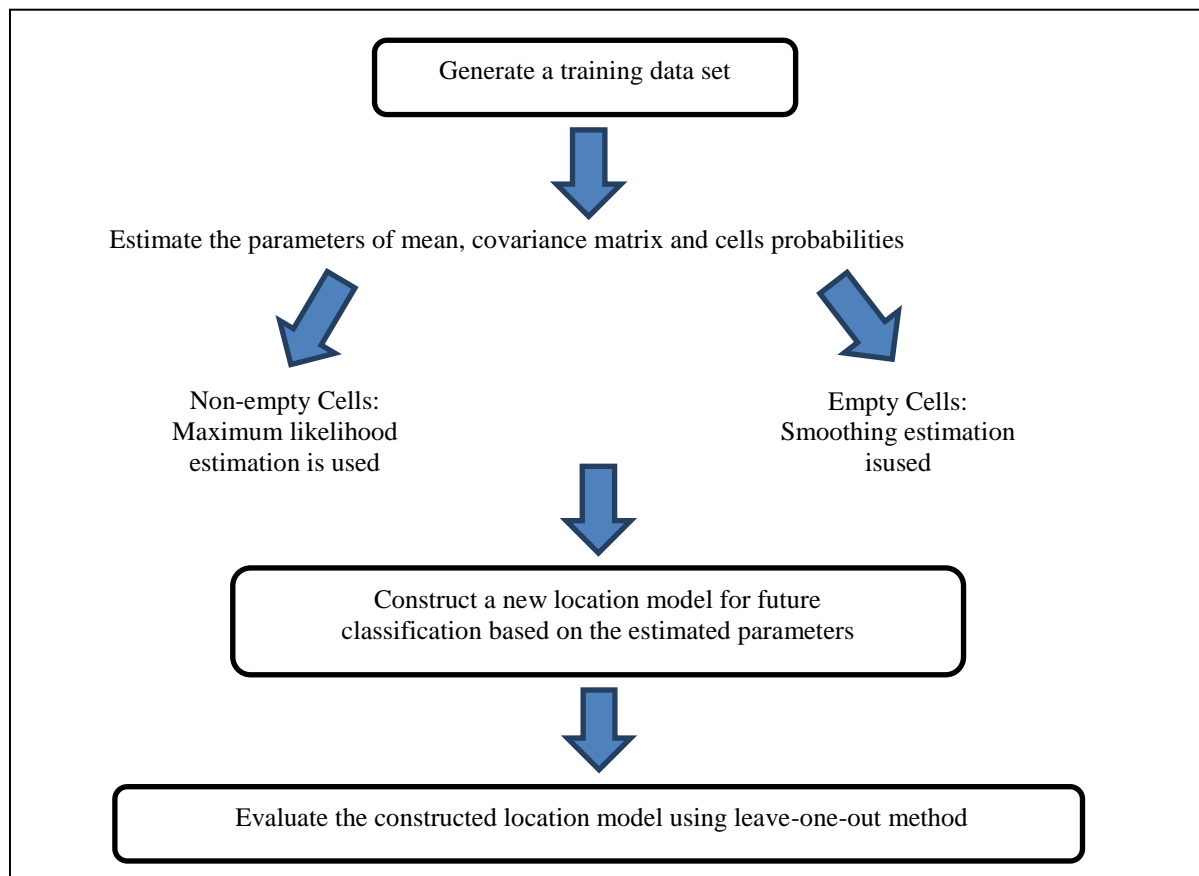 Generate a training data set
Estimate the parameters of mean, covariance matrix and cells probabilities
Non-empty Cells:
Maximum likelihood
estimation is used
Empty Cells:
Smoothing estimation
isused
Construct a new location model for future
classification based on the estimated parameters
Evaluate the constructed location model using leave-one-out method